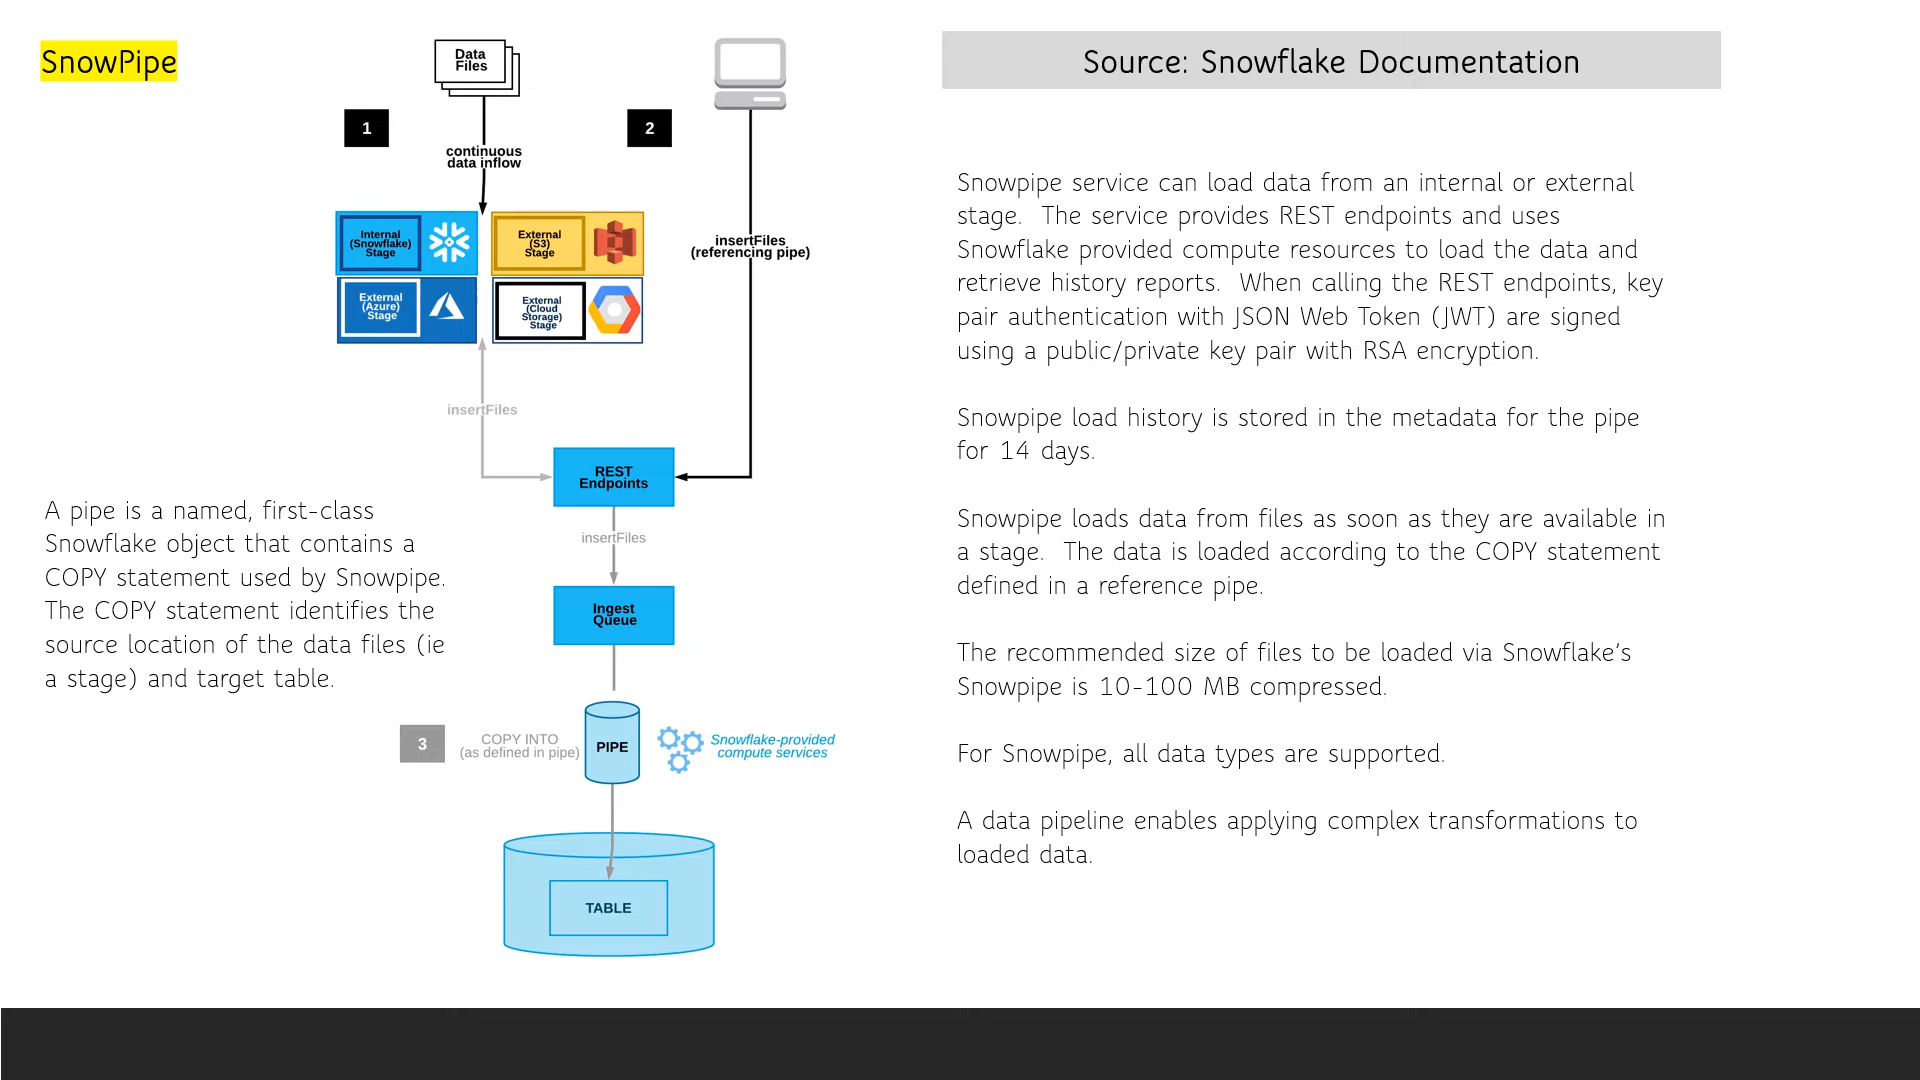 SnowPipe
Data
Files
1
2
continuous
data inflow
Internal
(Snowflake)
Stage
External
(S3)
Stage
External
(Azure)
Stage
External
(Cloud
Storage)
Stage
insertFiles
(referencing pipe)
insertFiles
REST
Endpoints
insertFiles
Ingest
Queue
3
COPY INTO
(as defined in pipe)
PIPE
Snowflake-provided
compute services
TABLE
A pipe is a named, first-class
Snowflake object that contains a
COPY statement used by Snowpipe.
The COPY statement identifies the
source location of the data files (ie
a stage) and target table.
Source: Snowflake Documentation
Snowpipe service can load data from an internal or external
stage.  The service provides REST endpoints and uses
Snowflake provided compute resources to load the data and
retrieve history reports.  When calling the REST endpoints, key
pair authentication with JSON Web Token (JWT) are signed
using a public/private key pair with RSA encryption.
Snowpipe load history is stored in the metadata for the pipe
for 14 days.
Snowpipe loads data from files as soon as they are available in
a stage.  The data is loaded according to the COPY statement
defined in a reference pipe.
The recommended size of files to be loaded via Snowflake’s
Snowpipe is 10-100 MB compressed.
For Snowpipe, all data types are supported.
A data pipeline enables applying complex transformations to
loaded data.